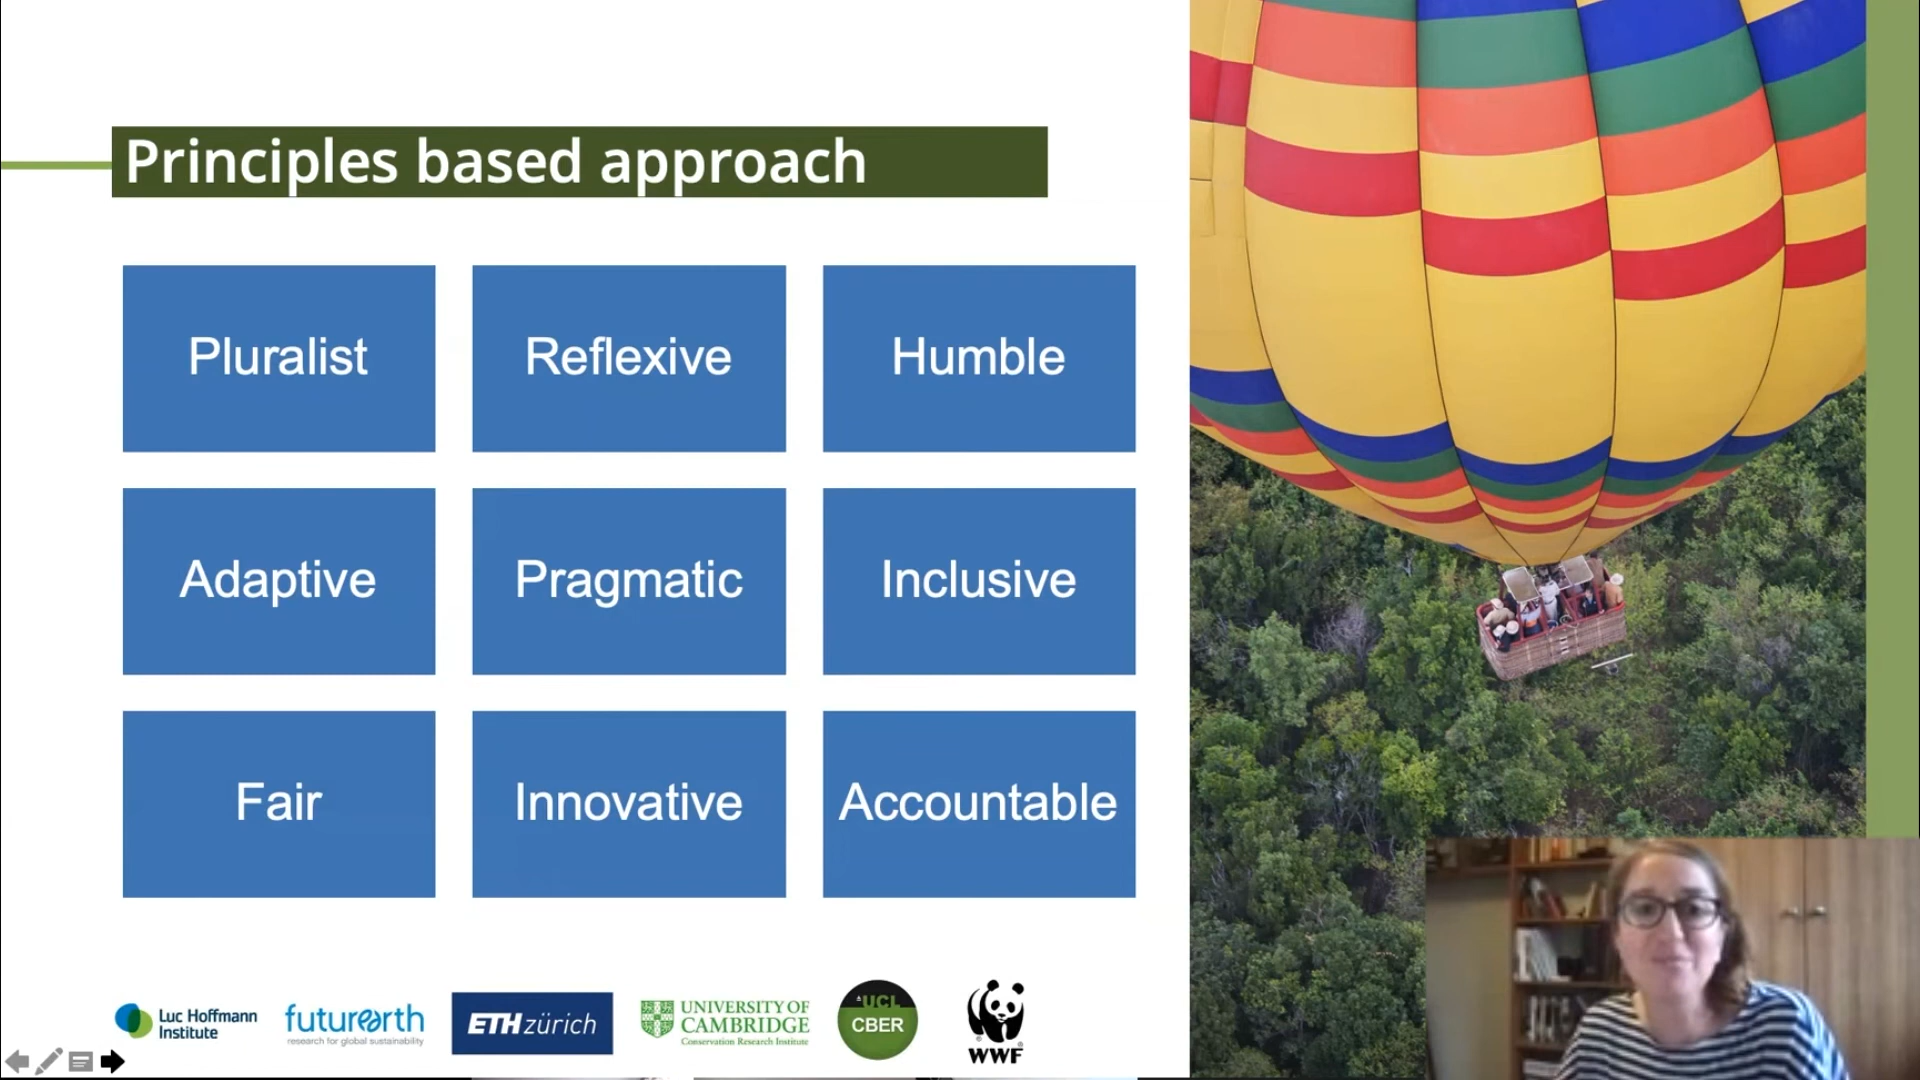 Principles based approach
Pluralist
Reflexive
Humble
Adaptive
Pragmatic
Inclusive
Fair
Innovative
Accountable
Luc Hoffmann
Institute
futurearth
research for global sustainability
ETH zürich
UNIVERSITY OF
CAMBRIDGE
Conservation Research Institute
UCL
CBER
WWF